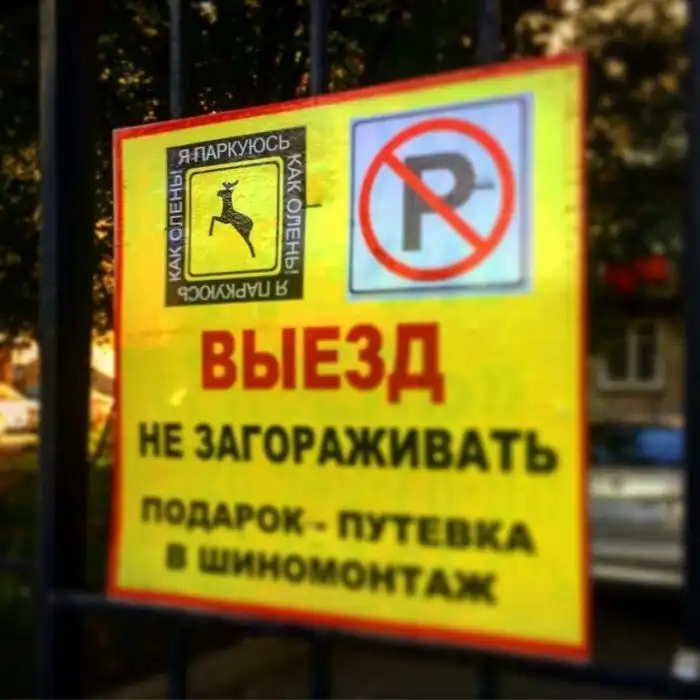 Я ПАРКУЮСЬ
КАК ОЛЕНЬ!
КАК ОЛЕНЬ!
Я ПАРКУЮСЬ
P
ВЫЕЗД
НЕ ЗАГОРАЖИВАТЬ
ПОДАРОК - ПУТЕВКА
В ШИНОМОНТАЖ